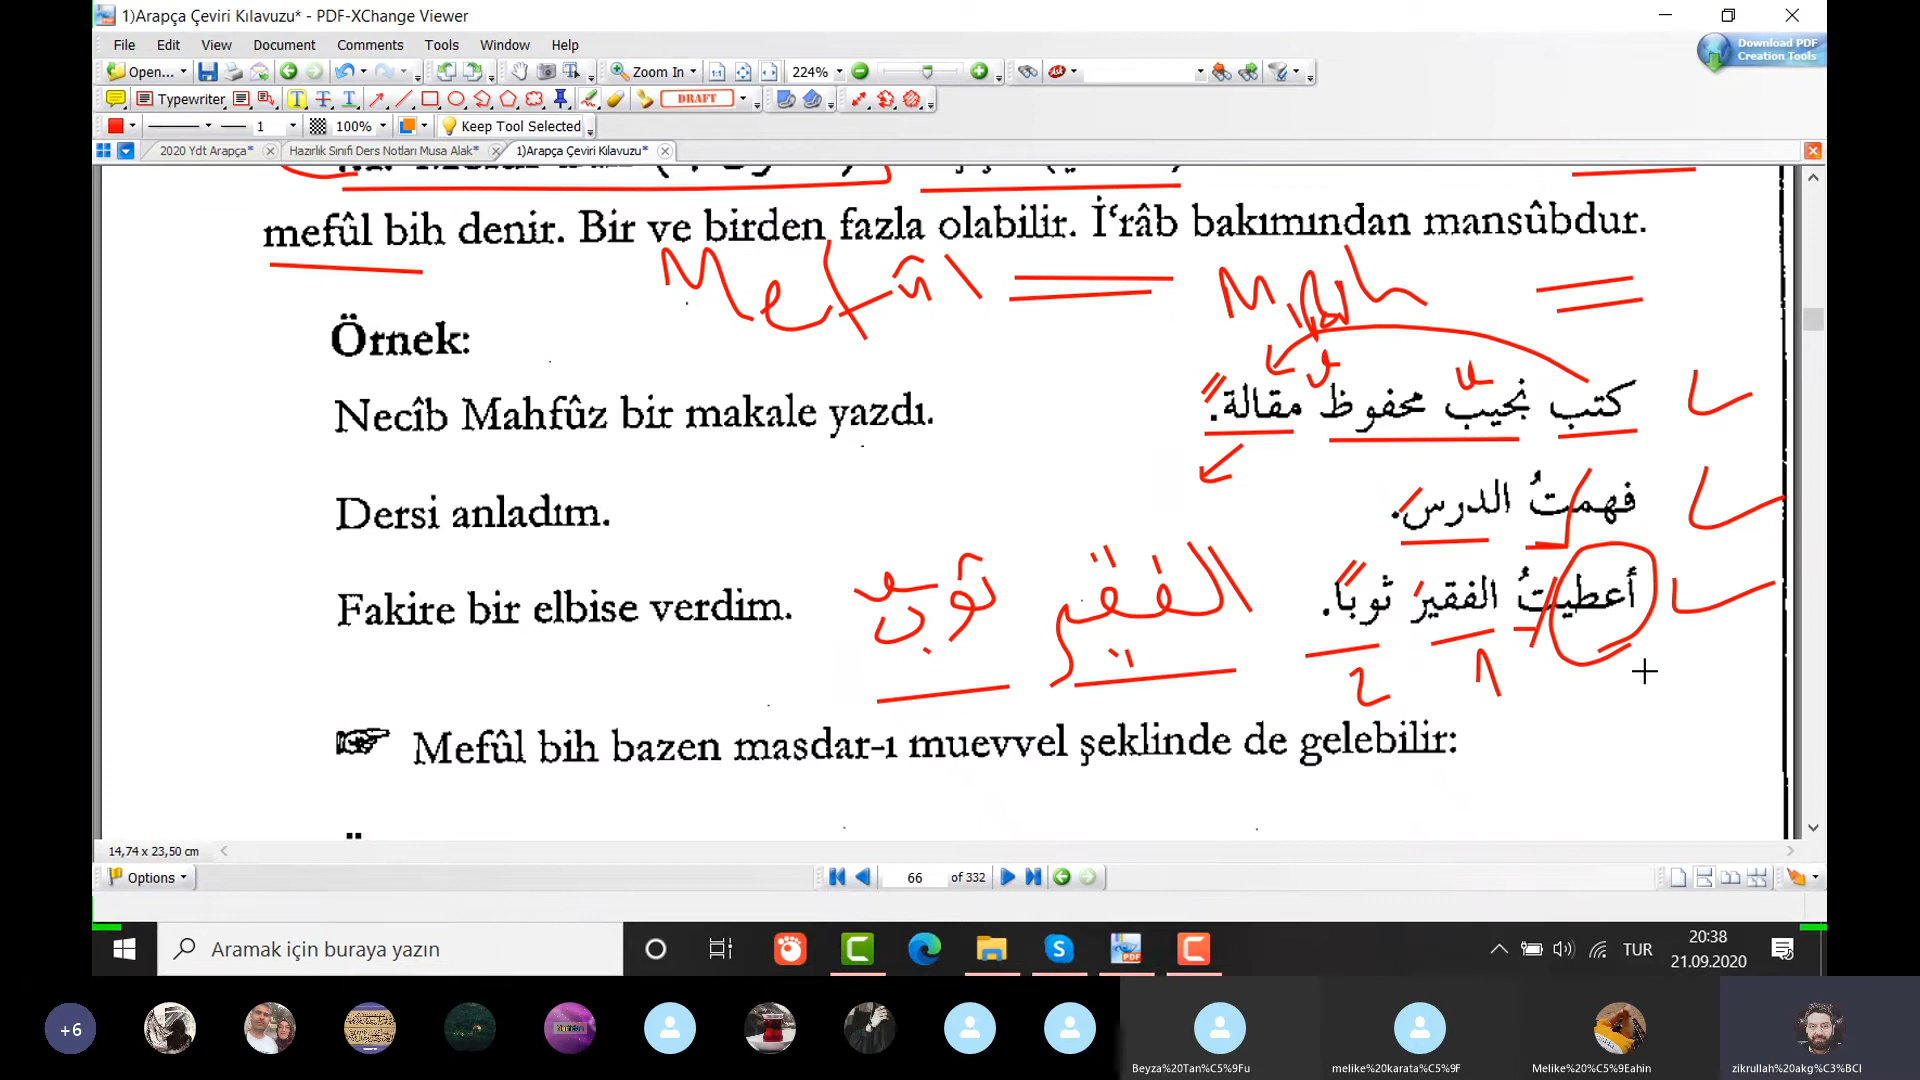 1)Arapça Çeviri Kılavuzu* - PDF-XChange Viewer
File Edit View Document Comments Tools Window Help
Download PDF
Creation Tools
Open... Zoom In 224%
Typewriter DRAFT
1 100% Keep Tool Selected
2020 Ydt Arapça* Hazırlık Sınıfı Ders Notları Musa Alak* 1)Arapça Çeviri Kılavuzu*
mefûl bih denir. Bir ve birden fazla olabilir. İ‘râb bakımından mansûbdur.
Mefûl
Örnek:
Necîb Mahfûz bir makale yazdı. كتب نجيب محفوظ مقالة.
Dersi anladım. فهمتُ الدرس.
Fakire bir elbise verdim. أعطيتُ الفقير ثوبًا.
الفقير
1 2
Mefûl bih bazen masdar-ı muevvel şeklinde de gelebilir:
14,74 x 23,50 cm
Options 66 of 332
Aramak için buraya yazın
TUR 20:38
21.09.2020
+6
Beyza%20Tan%C5%9Fu melike%20karata%C5%9F Melike%20%C5%9Eahin zikrullah%20akg%C3%BCl